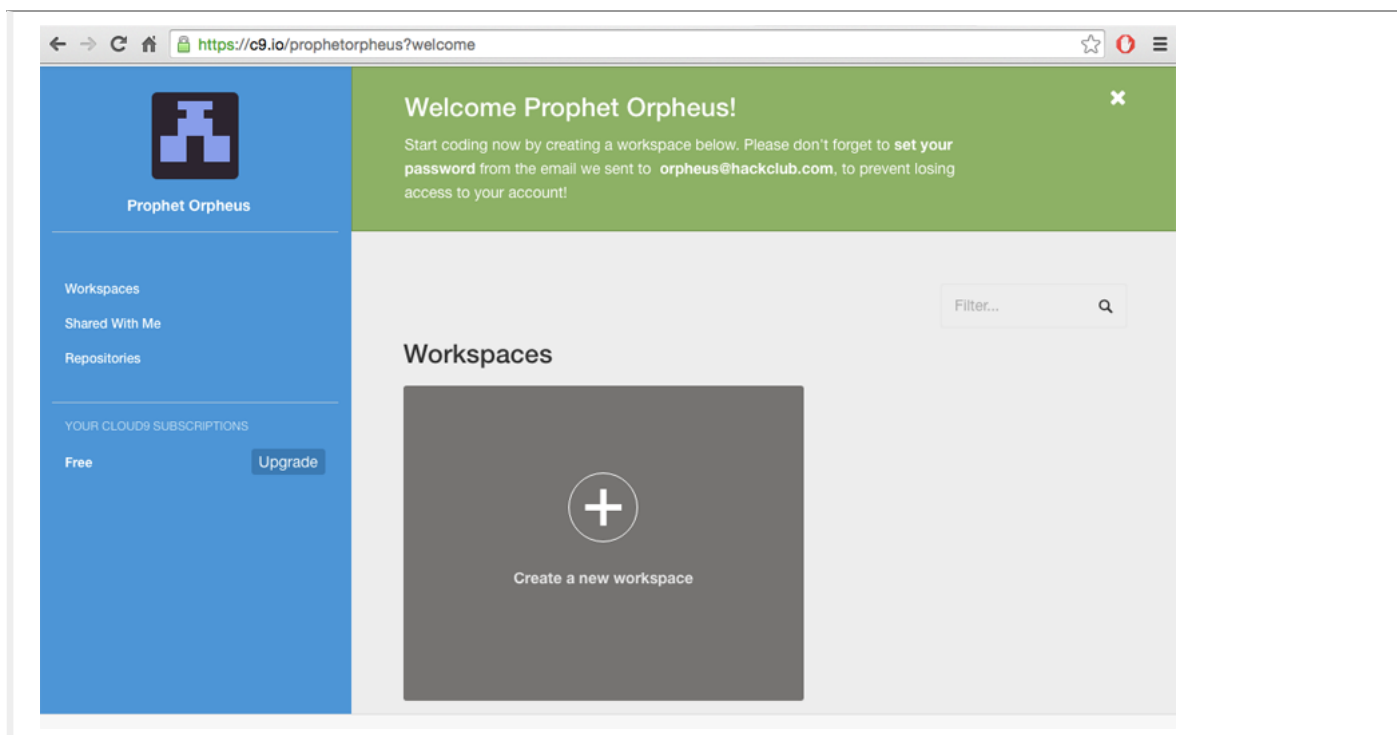 https://c9.io/prophetorpheus?welcome
Prophet Orpheus
Workspaces
Shared With Me
Repositories
YOUR CLOUD9 SUBSCRIPTIONS
Free
Upgrade
Welcome Prophet Orpheus!
Start coding now by creating a workspace below. Please don't forget to set your
password from the email we sent to orpheus@hackclub.com, to prevent losing
access to your account!
Filter...
Workspaces
Create a new workspace